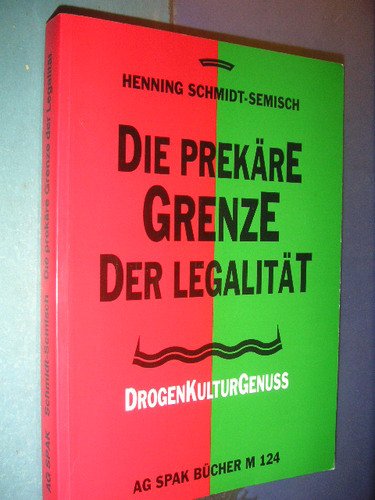 HENNING SCHMIDT-SEMISCH
DIE PREKÄRE
GRENZE
DER LEGALITÄT
DROGENKULTURGENUSS
AG SPAK BÜCHER M 124
AG SPAK Schmidt-Semisch Die prekäre Grenze der Legalität